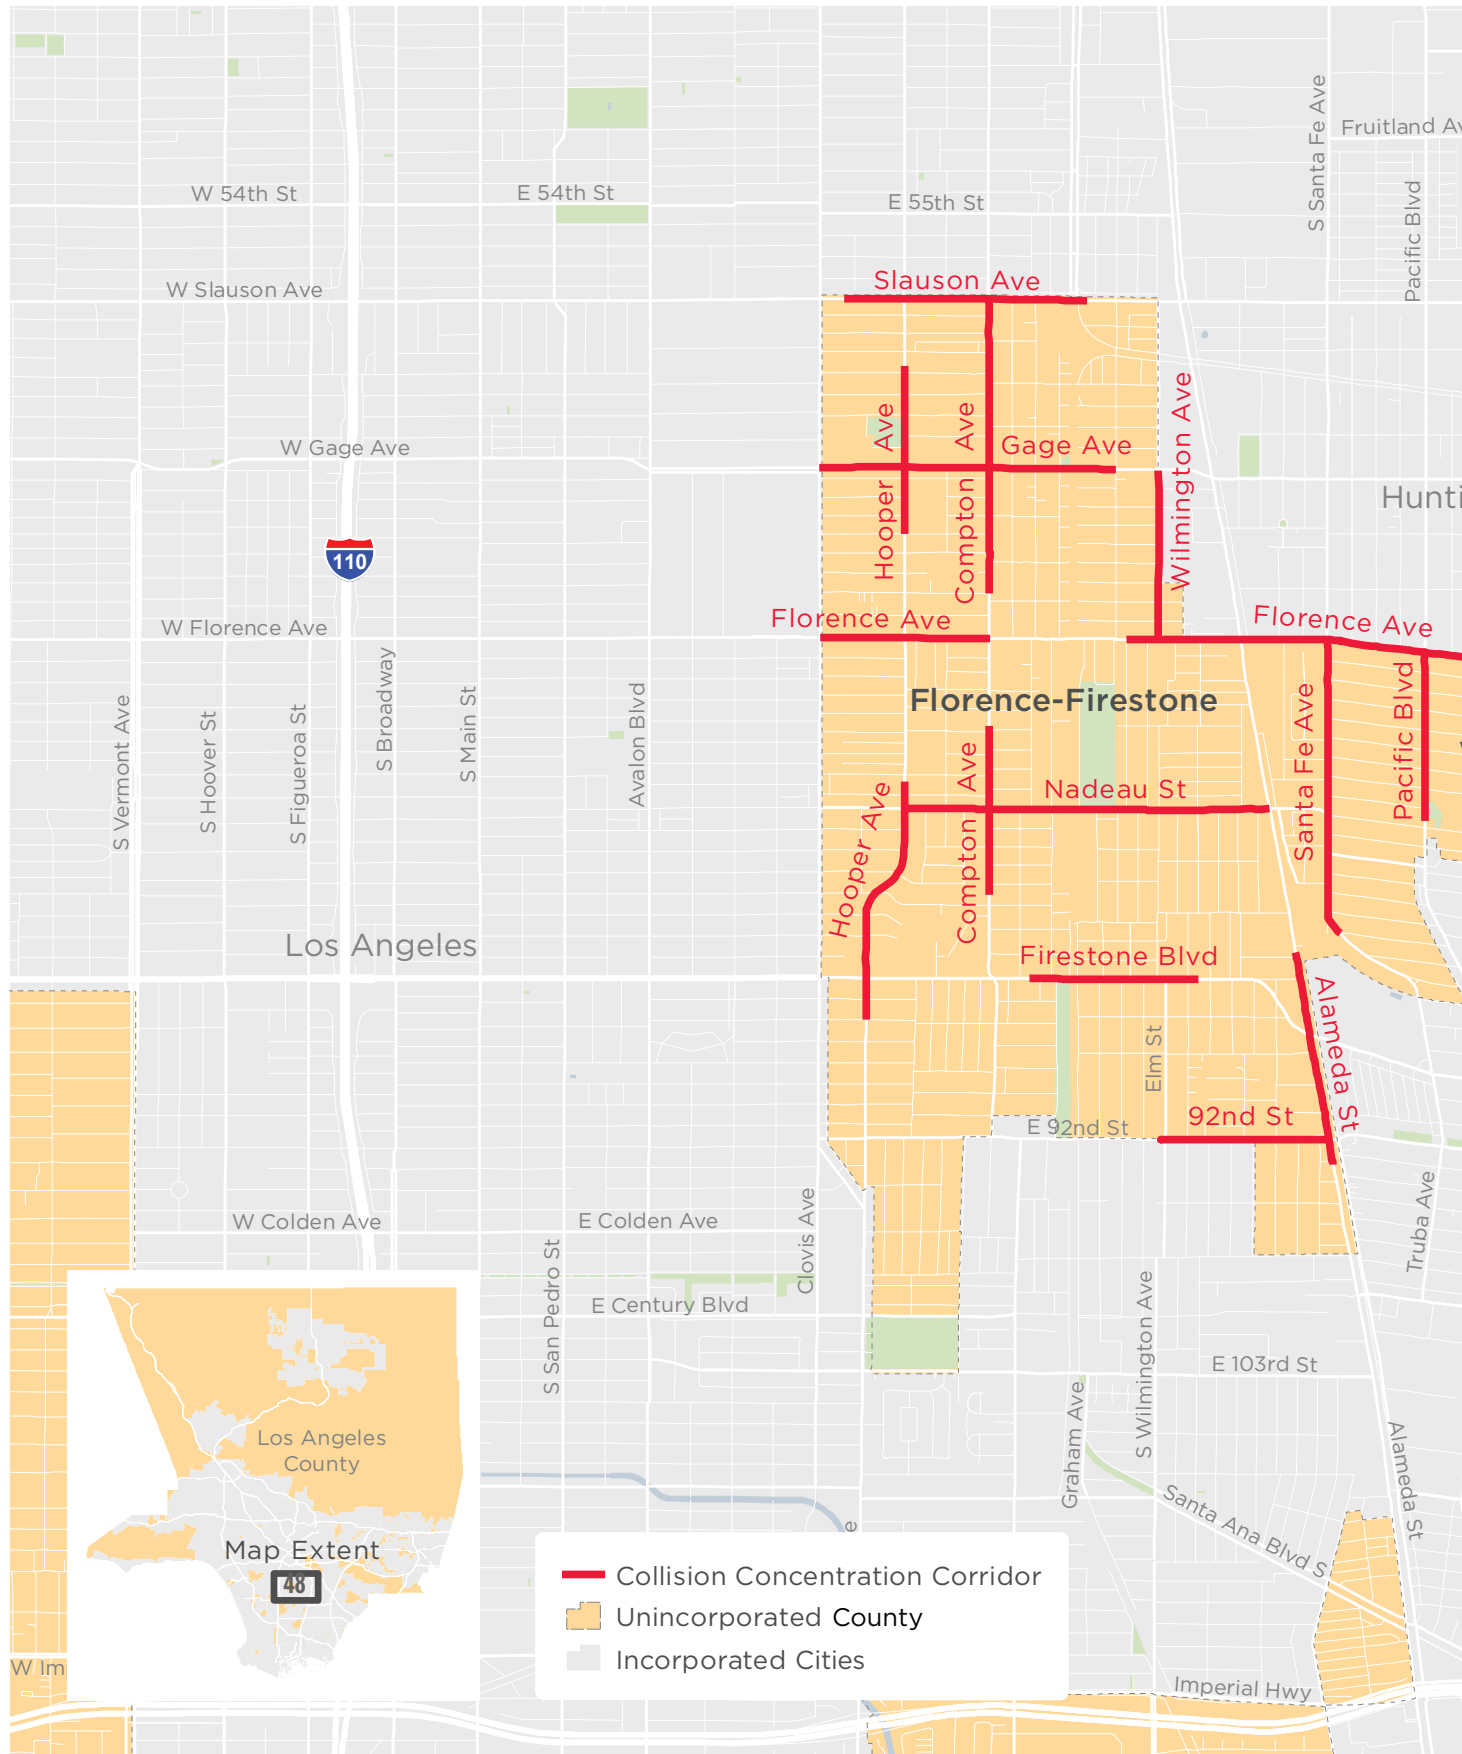 S Santa Fe Ave
Fruitland Av
Pacific Blvd
W 54th St
E 54th St
E 55th St
Slauson Ave
W Slauson Ave
Hooper Ave
Compton Ave
Gage Ave
Wilmington Ave
W Gage Ave
Hunti
110
Florence Ave
Florence Ave
W Florence Ave
Florence-Firestone
S Vermont Ave
S Hoover St
S Figueroa St
S Broadway
S Main St
Avalon Blvd
Santa Fe Ave
Pacific Blvd
Hooper Ave
Compton Ave
Nadeau St
Los Angeles
Firestone Blvd
Alameda St
Elm St
92nd St
E 92nd St
Truba Ave
W Colden Ave
E Colden Ave
Clovis Ave
S San Pedro St
E Century Blvd
S Wilmington Ave
E 103rd St
Graham Ave
Alameda St
Santa Ana Blvd S
Los Angeles
County
Map Extent
48
e
Collision Concentration Corridor
Unincorporated County
Incorporated Cities
W Im
Imperial Hwy